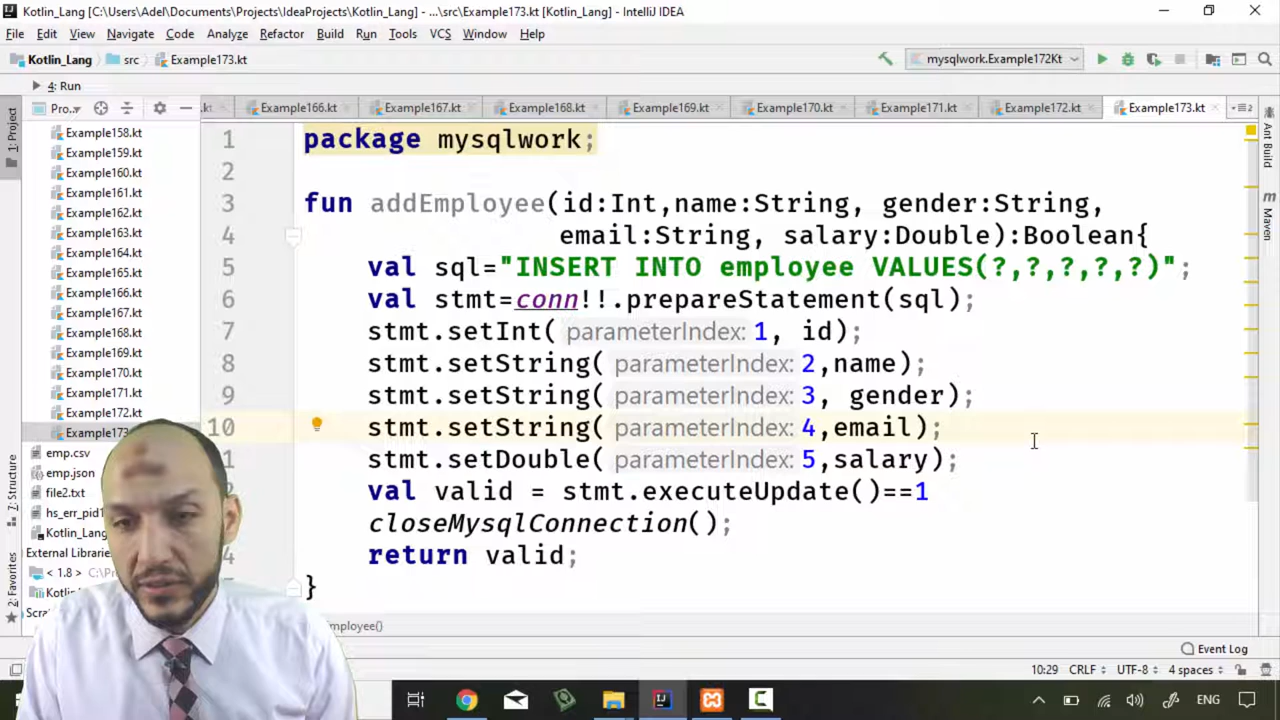 Kotlin_Lang [C:\Users\Adel\Documents\Projects\IdeaProjects\Kotlin_Lang] - ...\src\Example173.kt [Kotlin_Lang] - IntelliJ IDEA
File Edit View Navigate Code Analyze Refactor Build Run Tools VCS Window Help
Kotlin_Lang src Example173.kt mysqlwork.Example172Kt
4: Run
Pro... .kt Example166.kt Example167.kt Example168.kt Example169.kt Example170.kt Example171.kt Example172.kt Example173.kt
1: Project
7: Structure
2: Favorites
Example158.kt
Example159.kt
Example160.kt
Example161.kt
Example162.kt
Example163.kt
Example164.kt
Example165.kt
Example166.kt
Example167.kt
Example168.kt
Example169.kt
Example170.kt
Example171.kt
Example172.kt
Example173
emp.csv
emp.json
file2.txt
hs_err_pid1
Kotlin_Lang
External Librarie
< 1.8 > C:\Pr
Kotli
Scra
1 package mysqlwork;
2
3 fun addEmployee(id:Int,name:String, gender:String,
4 email:String, salary:Double):Boolean{
5 val sql="INSERT INTO employee VALUES(?,?,?,?,?)";
6 val stmt=conn!!.prepareStatement(sql);
7 stmt.setInt( parameterIndex: 1, id);
8 stmt.setString( parameterIndex: 2,name);
9 stmt.setString( parameterIndex: 3, gender);
10 stmt.setString( parameterIndex: 4,email);
1 stmt.setDouble( parameterIndex: 5,salary);
val valid = stmt.executeUpdate()==1
closeMysqlConnection();
4 return valid;
}
mployee()
Ant Build
Maven
Event Log
10:29 CRLF UTF-8 4 spaces
ENG